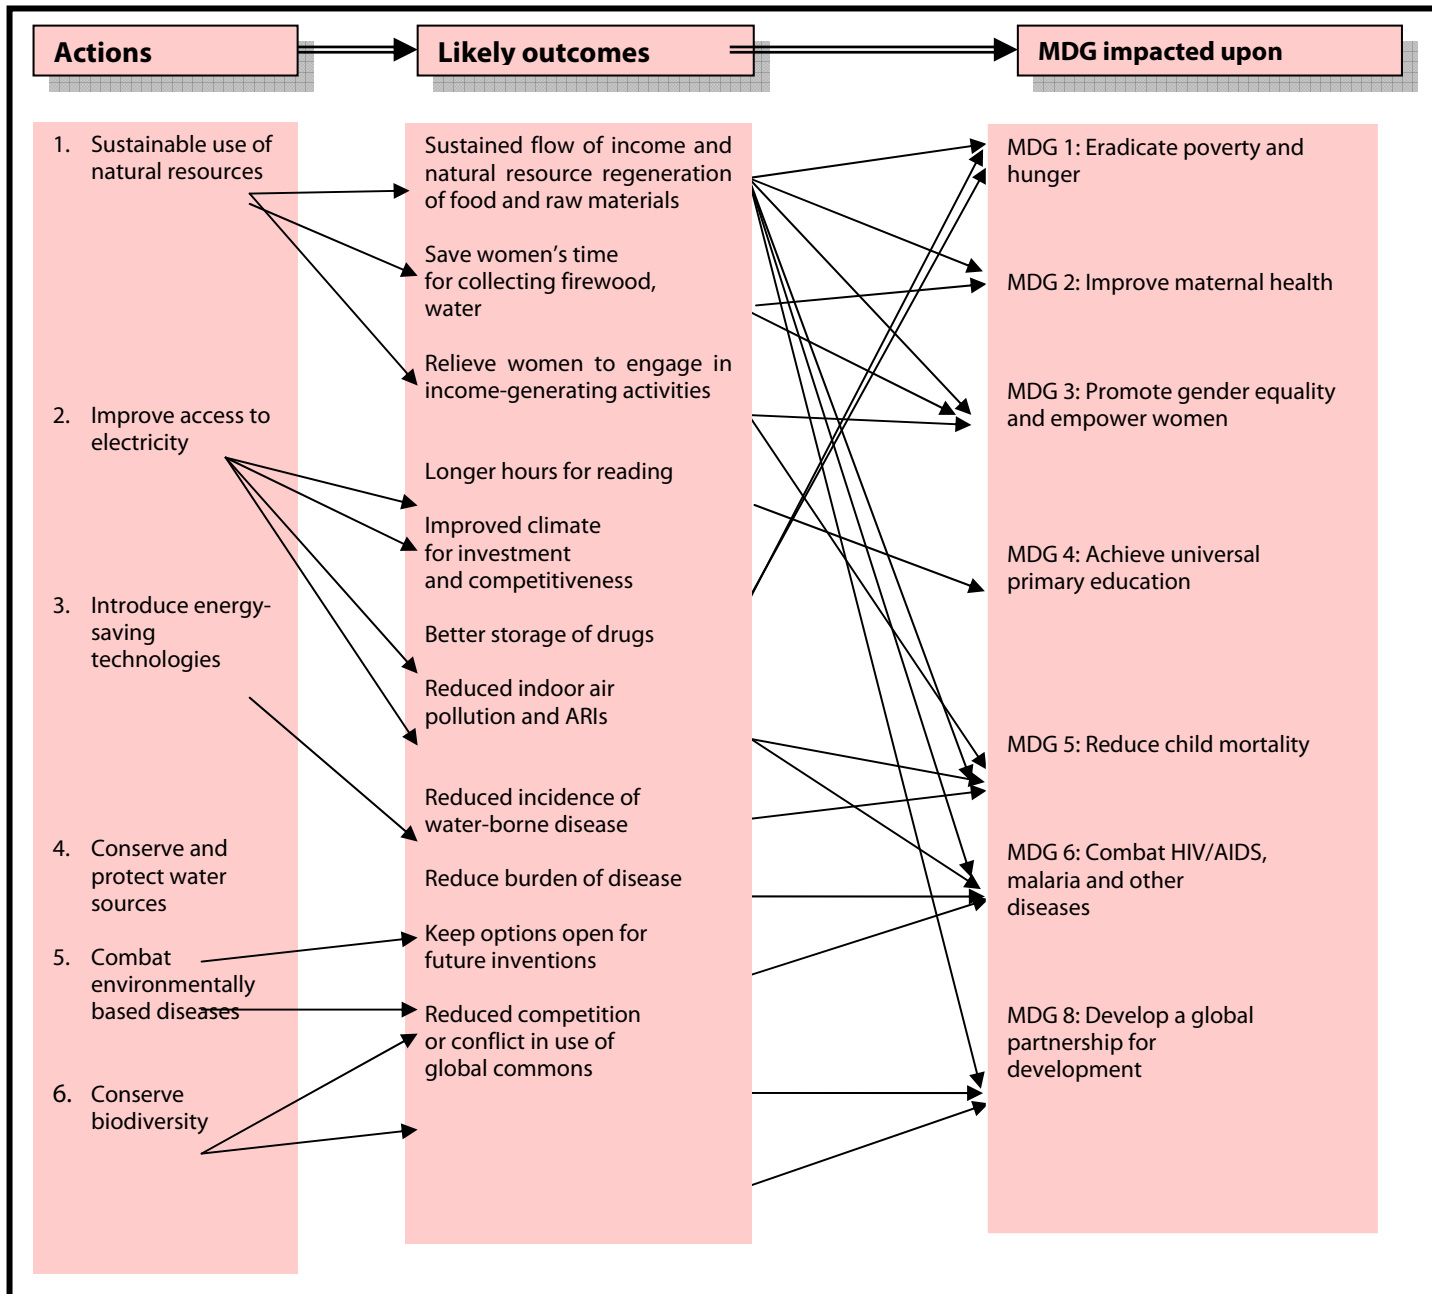 Actions
Likely outcomes
MDG impacted upon
1. Sustainable use of
natural resources
2. Improve access to
electricity
3. Introduce energy-
saving
technologies
4. Conserve and
protect water
sources
5. Combat
environmentally
based diseases
6. Conserve
biodiversity
Sustained flow of income and
natural resource regeneration
of food and raw materials
Save women’s time
for collecting firewood,
water
Relieve women to engage in
income-generating activities
Longer hours for reading
Improved climate
for investment
and competitiveness
Better storage of drugs
Reduced indoor air
pollution and ARIs
Reduced incidence of
water-borne disease
Reduce burden of disease
Keep options open for
future inventions
Reduced competition
or conflict in use of
global commons
MDG 1: Eradicate poverty and
hunger
MDG 2: Improve maternal health
MDG 3: Promote gender equality
and empower women
MDG 4: Achieve universal
primary education
MDG 5: Reduce child mortality
MDG 6: Combat HIV/AIDS,
malaria and other
diseases
MDG 8: Develop a global
partnership for
development